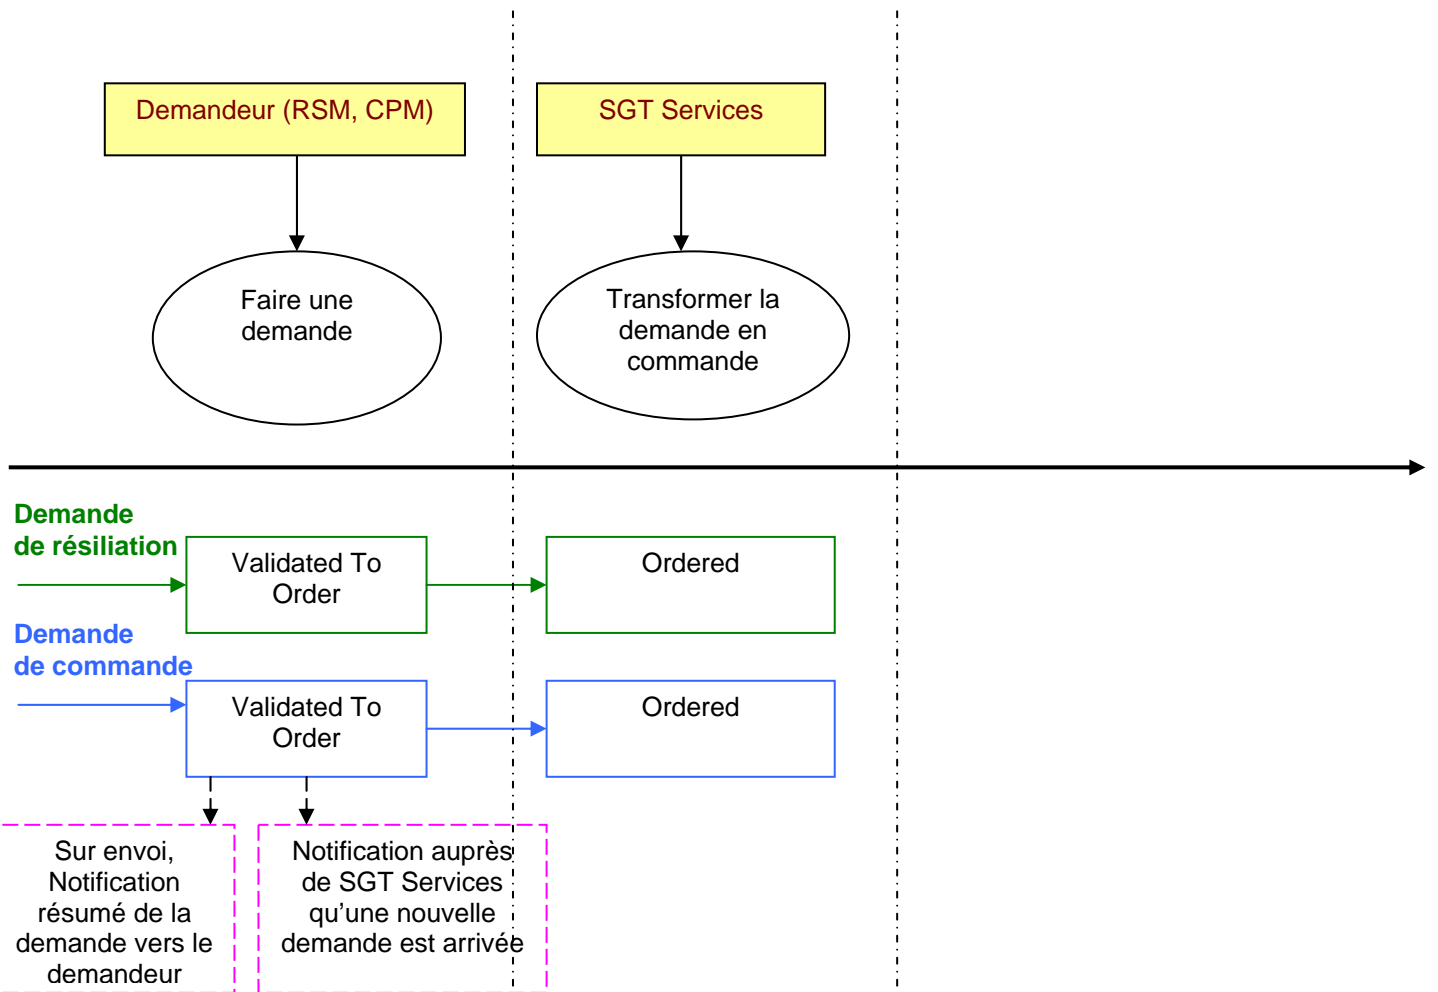 Demandeur (RSM, CPM)
SGT Services
Faire une
demande
Transformer la
demande en
commande
Demande
de résiliation
Validated To
Order
Ordered
Demande
de commande
Validated To
Order
Ordered
Sur envoi,
Notification
résumé de la
demande vers le
demandeur
Notification auprès
de SGT Services
qu’une nouvelle
demande est arrivée